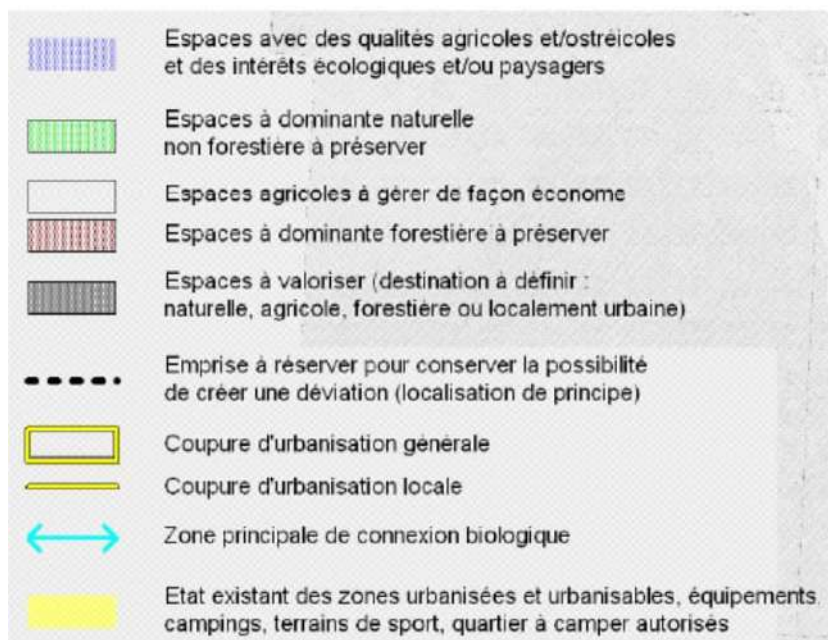 Espaces avec des qualités agricoles et/ostréicoles
et des intérêts écologiques et/ou paysagers
Espaces à dominante naturelle
non forestière à préserver
Espaces agricoles à gérer de façon économe
Espaces à dominante forestière à préserver
Espaces à valoriser (destination à définir :
naturelle, agricole, forestière ou localement urbaine)
Emprise à réserver pour conserver la possibilité
de créer une déviation (localisation de principe)
Coupure d'urbanisation générale
Coupure d'urbanisation locale
Zone principale de connexion biologique
Etat existant des zones urbanisées et urbanisables, équipements,
campings, terrains de sport, quartier à camper autorisés